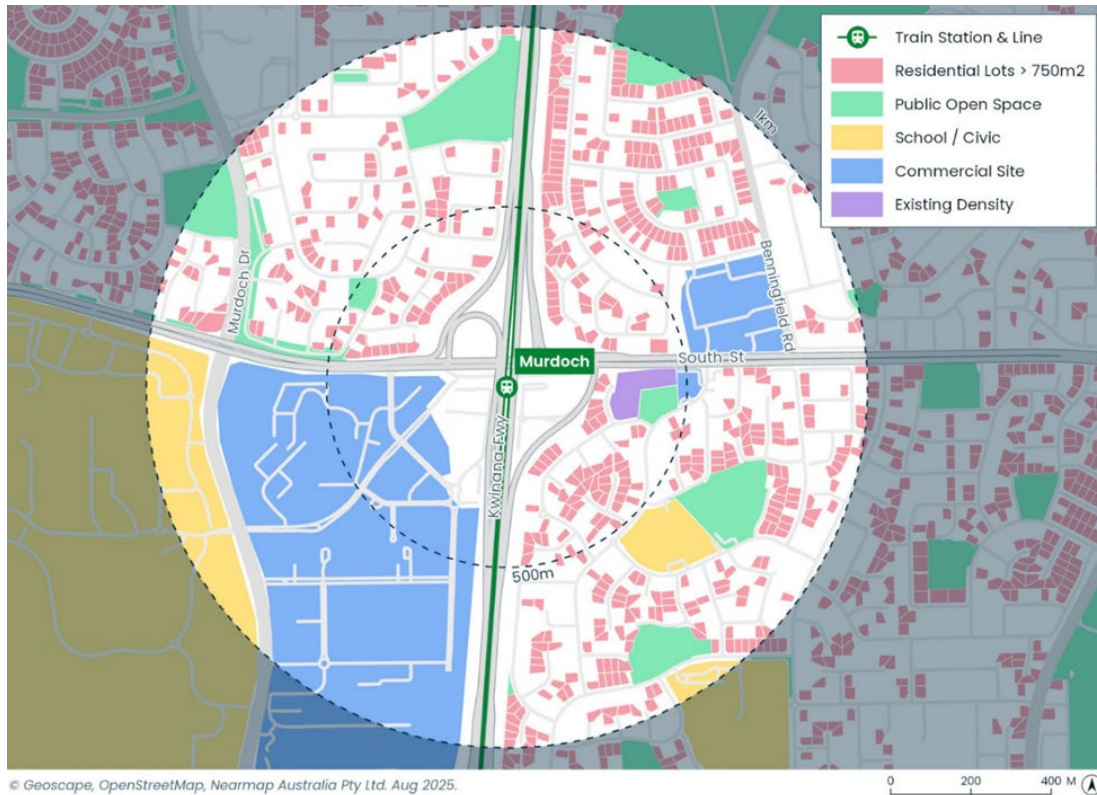 Train Station & Line
Residential Lots > 750m2
Public Open Space
School / Civic
Commercial Site
Existing Density
1km
Murdoch Dr
Benningfield Rd
South St
Murdoch
Kwinana Fwy
500m
© Geoscape, OpenStreetMap, Nearmap Australia Pty Ltd. Aug 2025.
0 200 400 M